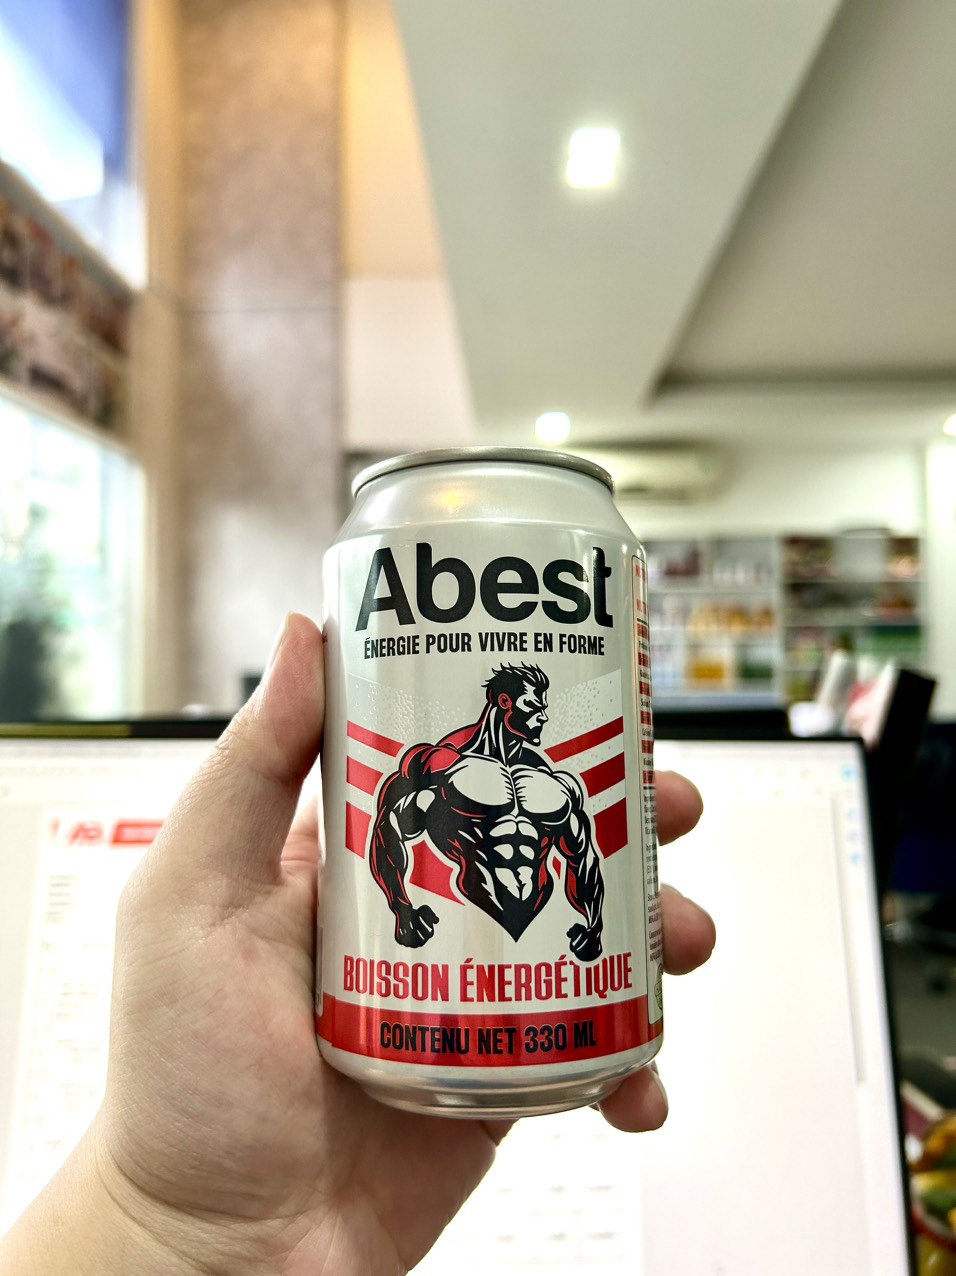 Abest
ÉNERGIE POUR VIVRE EN FORME
BOISSON ÉNERGÉTIQUE
CONTENU NET 330 ML